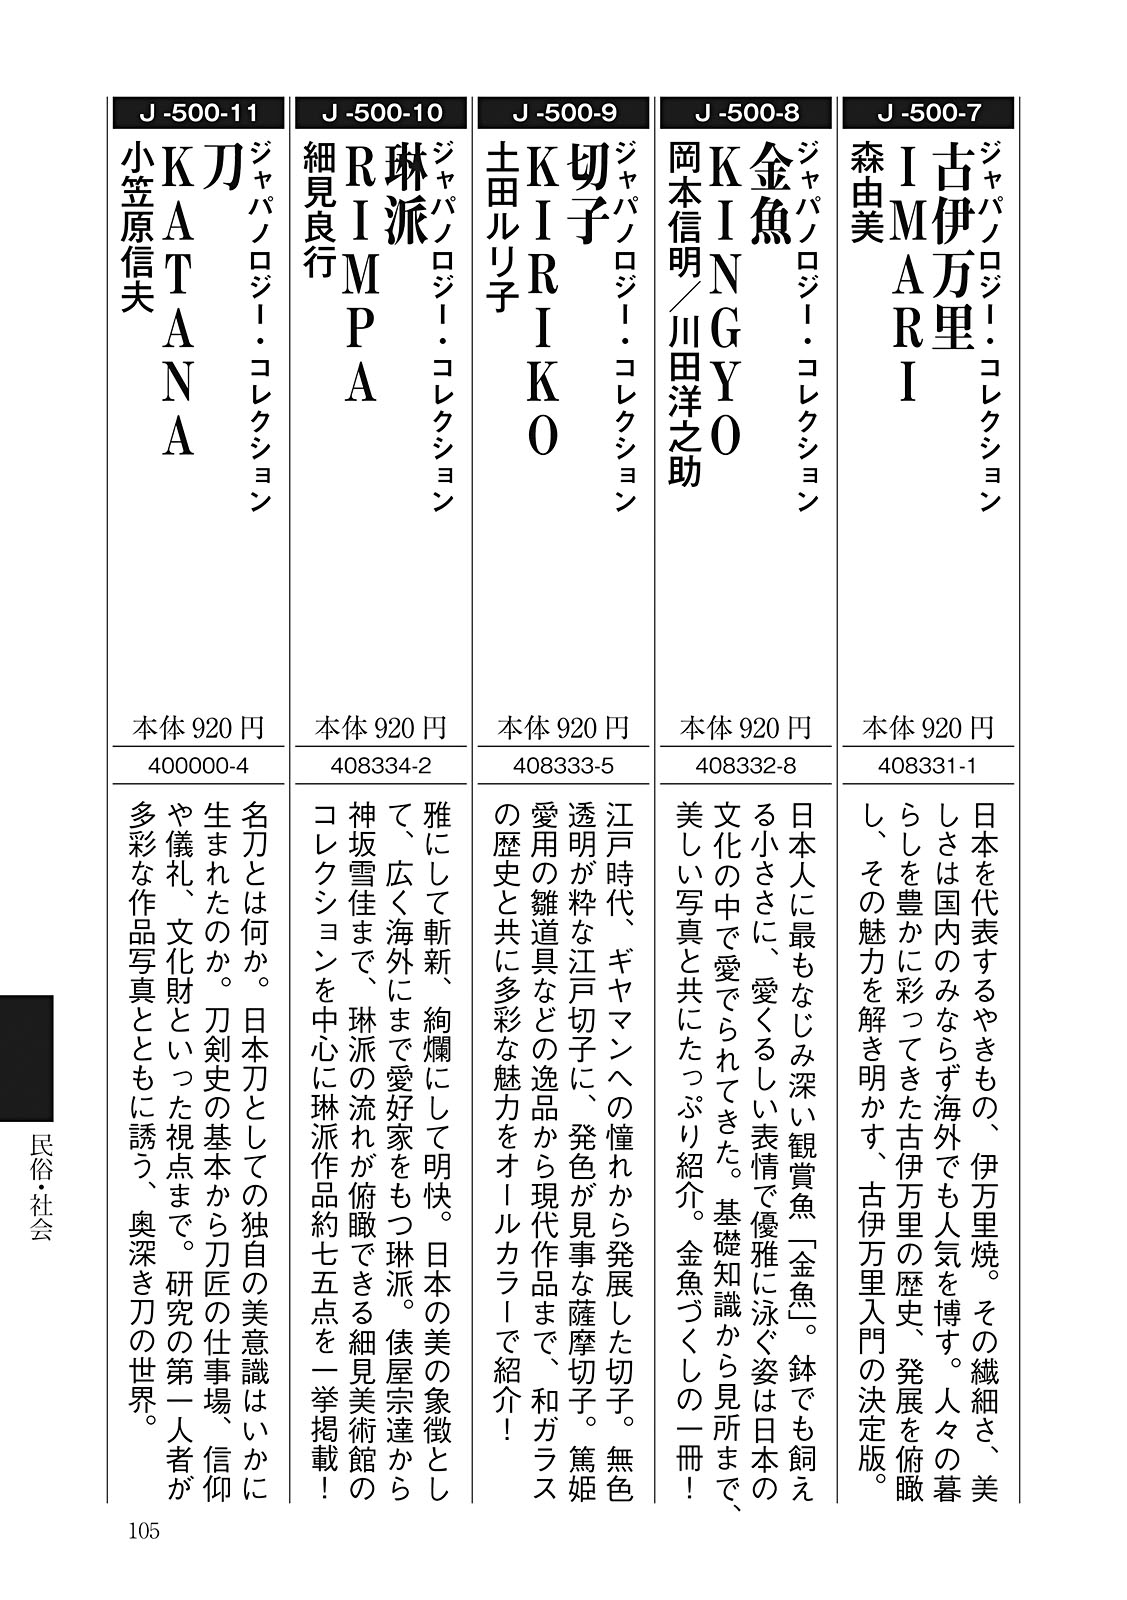 J-500-7
ジャパノロジー・コレクション
古伊万里
IMARI
森由美
本体920円
408331-1
日本を代表するやきもの、伊万里焼。その繊細さ、美
しさは国内のみならず海外でも人気を博す。人々の暮
らしを豊かに彩ってきた古伊万里の歴史、発展を俯瞰
し、その魅力を解き明かす、古伊万里入門の決定版。
J-500-8
ジャパノロジー・コレクション
金魚
KINGYO
岡本信明／川田洋之助
本体920円
408332-8
日本人に最もなじみ深い観賞魚「金魚」。鉢でも飼え
る小ささに、愛くるしい表情で優雅に泳ぐ姿は日本の
文化の中で愛でられてきた。基礎知識から見所まで、
美しい写真と共にたっぷり紹介。金魚づくしの一冊！
J-500-9
ジャパノロジー・コレクション
切子
KIRIKO
土田ルリ子
本体920円
408333-5
江戸時代、ギヤマンへの憧れから発展した切子。無色
透明が粋な江戸切子に、発色が見事な薩摩切子。篤姫
愛用の雛道具などの逸品から現代作品まで、和ガラス
の歴史と共に多彩な魅力をオールカラーで紹介！
J-500-10
ジャパノロジー・コレクション
琳派
RIMPA
細見良行
本体920円
408334-2
雅にして斬新、絢爛にして明快。日本の美の象徴とし
て、広く海外にまで愛好家をもつ琳派。俵屋宗達から
神坂雪佳まで、琳派の流れが俯瞰できる細見美術館の
コレクションを中心に琳派作品約七五点を一挙掲載！
J-500-11
ジャパノロジー・コレクション
刀
KATANA
小笠原信夫
本体920円
400000-4
名刀とは何か。日本刀としての独自の美意識はいかに
生まれたのか。刀剣史の基本から刀匠の仕事場、信仰
や儀礼、文化財といった視点まで。研究の第一人者が
多彩な作品写真とともに誘う、奥深き刀の世界。
民俗・社会
105